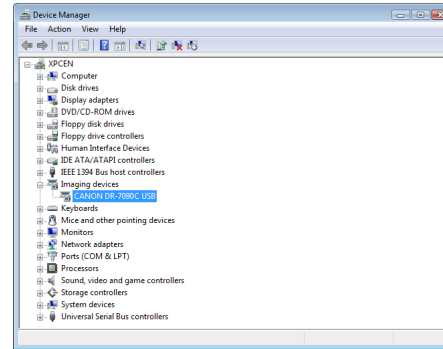 Device Manager
File Action View Help
XPCEN
Computer
Disk drives
Display adapters
DVD/CD-ROM drives
Floppy disk drives
Floppy drive controllers
Human Interface Devices
IDE ATA/ATAPI controllers
IEEE 1394 Bus host controllers
Imaging devices
CANON DR-7090C USB
Keyboards
Mice and other pointing devices
Monitors
Network adapters
Ports (COM & LPT)
Processors
Sound, video and game controllers
Storage controllers
System devices
Universal Serial Bus controllers